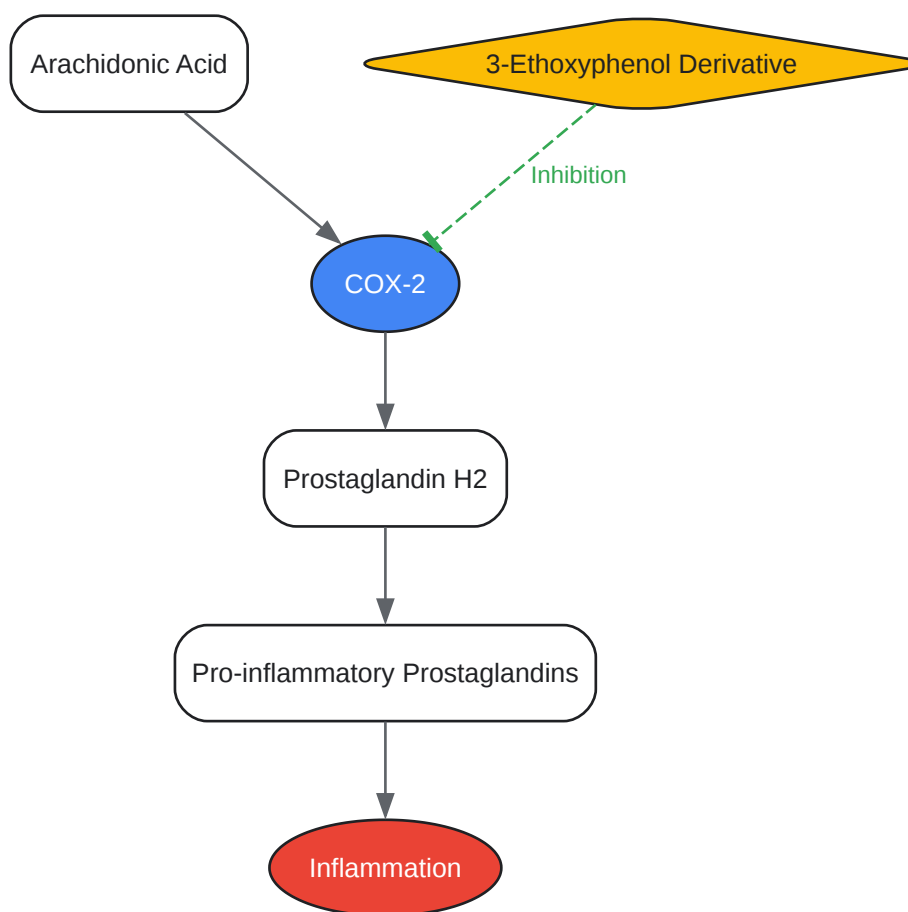 Arachidonic Acid
3-Ethoxyphenol Derivative
Inhibition
COX-2
Prostaglandin H2
Pro-inflammatory Prostaglandins
Inflammation